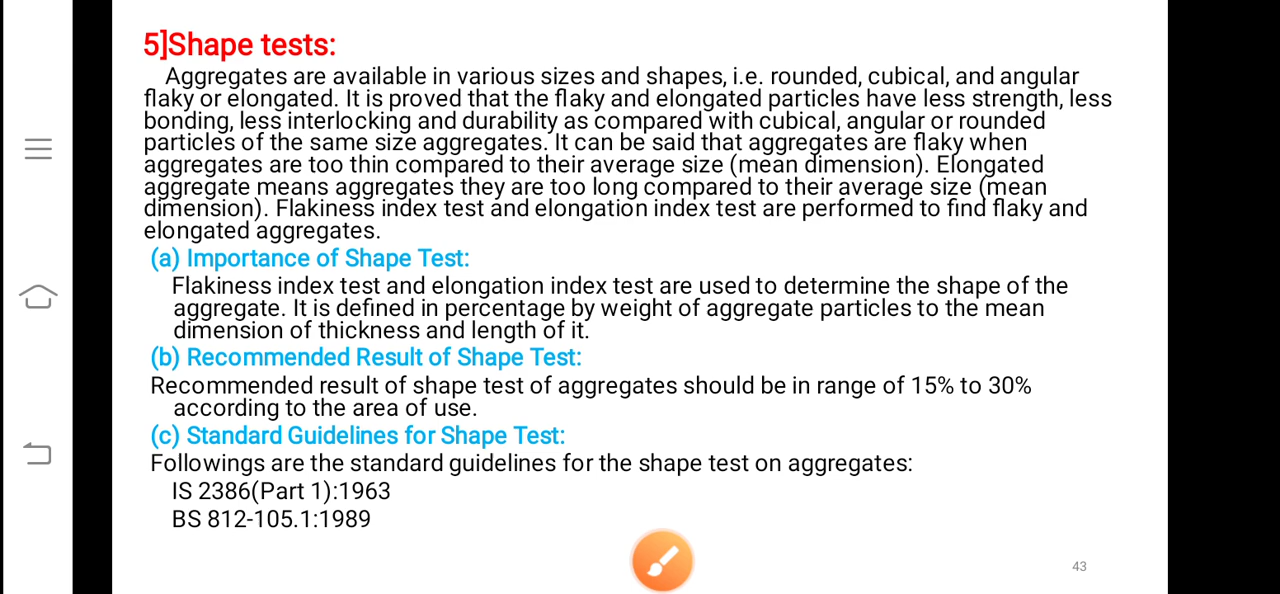 5]Shape tests:
Aggregates are available in various sizes and shapes, i.e. rounded, cubical, and angular
flaky or elongated. It is proved that the flaky and elongated particles have less strength, less
bonding, less interlocking and durability as compared with cubical, angular or rounded
particles of the same size aggregates. It can be said that aggregates are flaky when
aggregates are too thin compared to their average size (mean dimension). Elongated
aggregate means aggregates they are too long compared to their average size (mean
dimension). Flakiness index test and elongation index test are performed to find flaky and
elongated aggregates.
(a) Importance of Shape Test:
Flakiness index test and elongation index test are used to determine the shape of the
aggregate. It is defined in percentage by weight of aggregate particles to the mean
dimension of thickness and length of it.
(b) Recommended Result of Shape Test:
Recommended result of shape test of aggregates should be in range of 15% to 30%
according to the area of use.
(c) Standard Guidelines for Shape Test:
Followings are the standard guidelines for the shape test on aggregates:
IS 2386(Part 1):1963
BS 812-105.1:1989
43